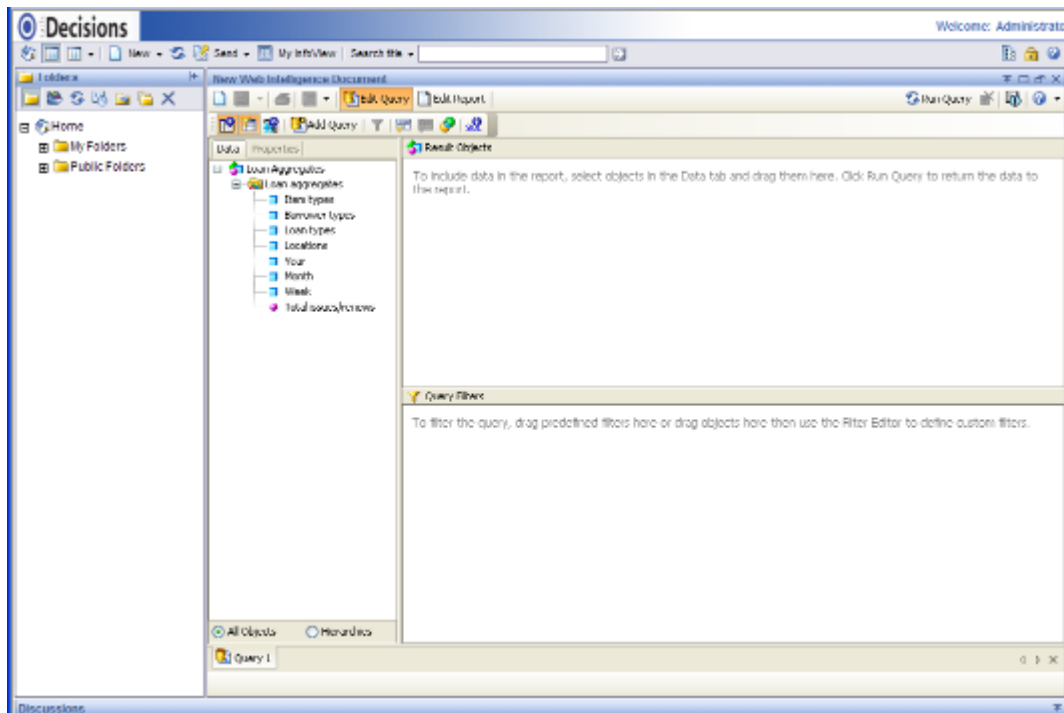 Decisions
Welcome: Administrato
New Send My InfoView Search title
Folders
Home
My Folders
Public Folders
New Web Intelligence Document
Edit Query Edit Report Run Query
Add Query
Data Properties
Loan Aggregates
Loan aggregates
Item types
Borrower types
Loan types
Locations
Year
Month
Week
Total issues/renews
All Objects Hierarchies
Result Objects
To include data in the report, select objects in the Data tab and drag them here. Click Run Query to return the data to
the report.
Query Filters
To filter the query, drag predefined filters here or drag objects here then use the Filter Editor to define custom filters.
Query 1
Discussions